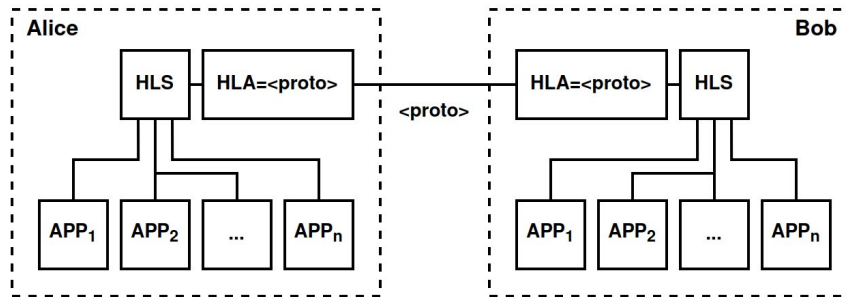 Alice
Bob
HLS
HLA=<proto>
<proto>
HLA=<proto>
HLS
APP₁
APP₂
...
APPₙ
APP₁
APP₂
...
APPₙ